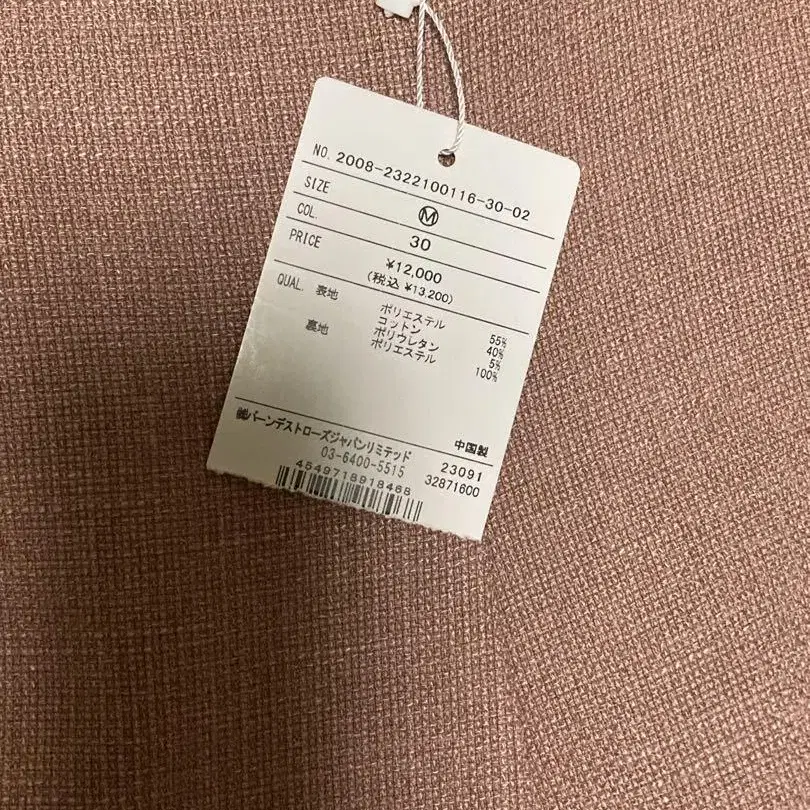 NO. 2008-2322100116-30-02
SIZE Ⓜ
COL. 30
PRICE ¥12,000
(税込 ¥13,200)
QUAL. 表地 ポリエステル 55%
コットン 40%
ポリウレタン 5%
裏地 ポリエステル 100%
中国製
㈱バーンデストローズジャパンリミテッド
03-6400-5515 23091
4549718918468 32871600